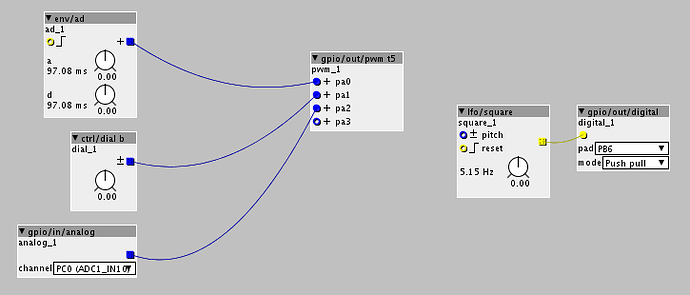 env/ad
ad_1
+
a
97.08 ms
0.00
d
97.08 ms
0.00
ctrl/dial b
dial_1
±
0.00
gpio/in/analog
analog_1
channel PC0 (ADC1_IN10
gpio/out/pwm t5
pwm_1
+ pa0
+ pa1
+ pa2
+ pa3
lfo/square
square_1
± pitch
reset
5.15 Hz
0.00
gpio/out/digital
digital_1
pad PB6
mode Push pull